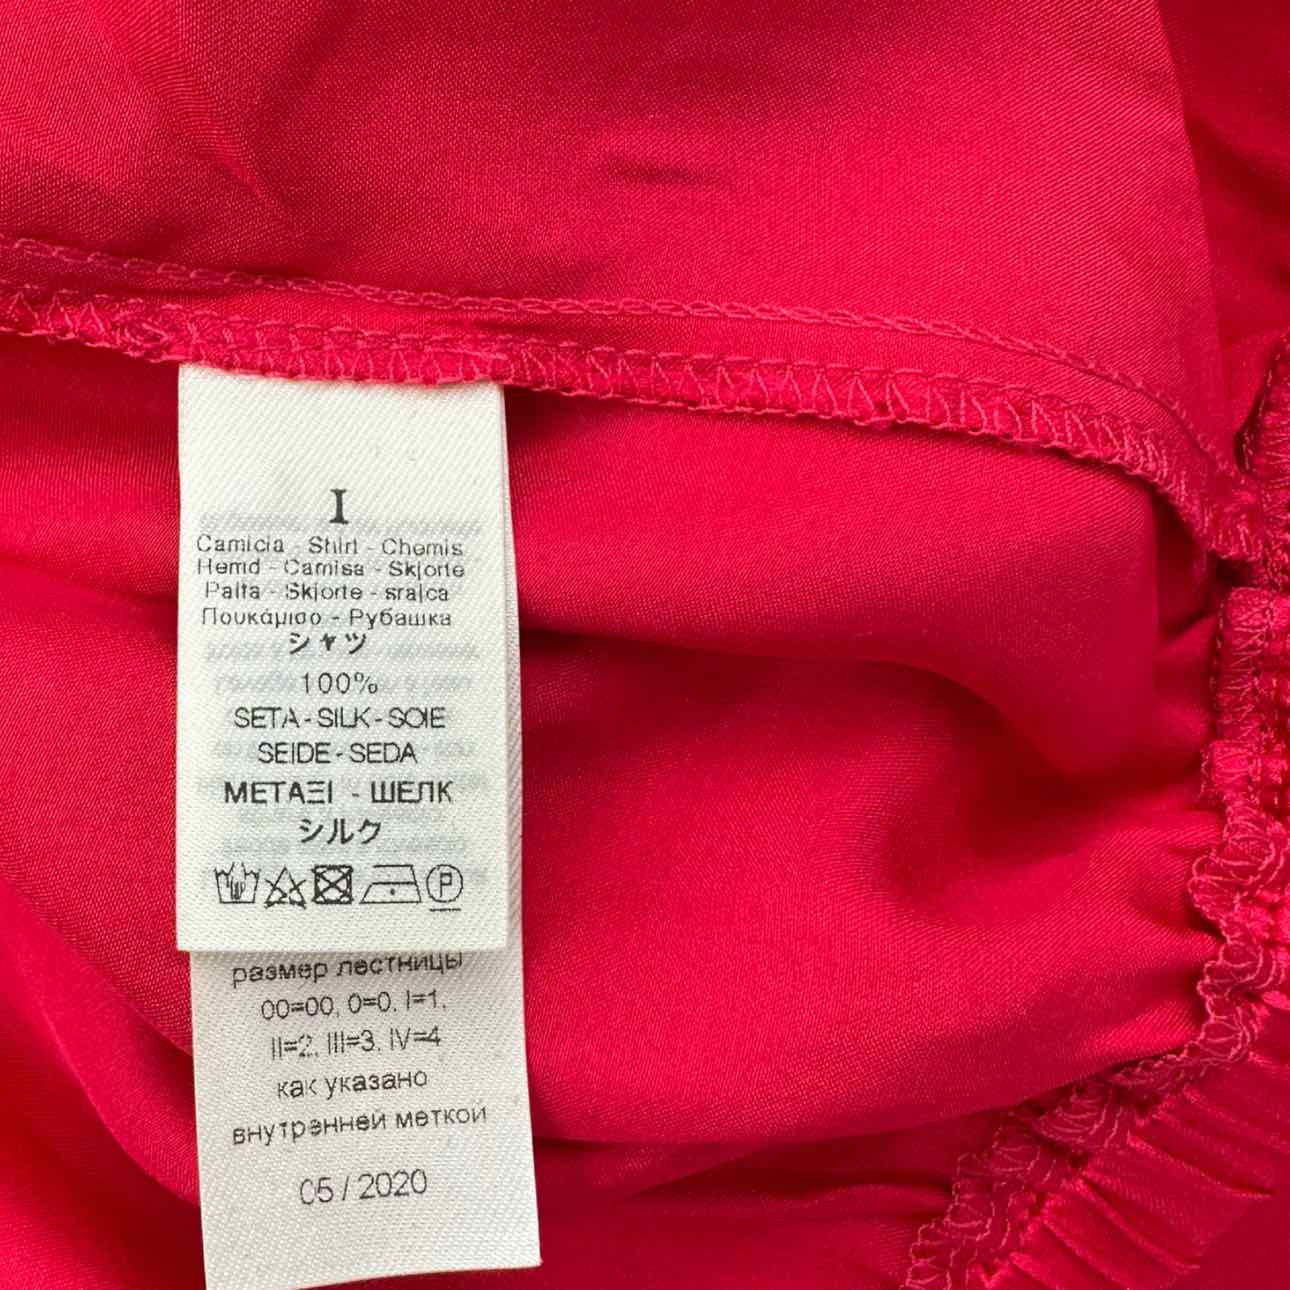 I
Camicia - Shirt - Chemis
Hemd - Camisa - Skjorte
Paita - Skjorte - srajca
Πουκάμισο - Рубашка
シャツ
100%
SETA - SILK - SOIE
SEIDE - SEDA
ΜΕΤΑΞΙ - ШЕЛК
シルク
P
размер лестницы
00=00, 0=0, I=1,
II=2, III=3, IV=4
как указано
внутренней меткой
05 / 2020